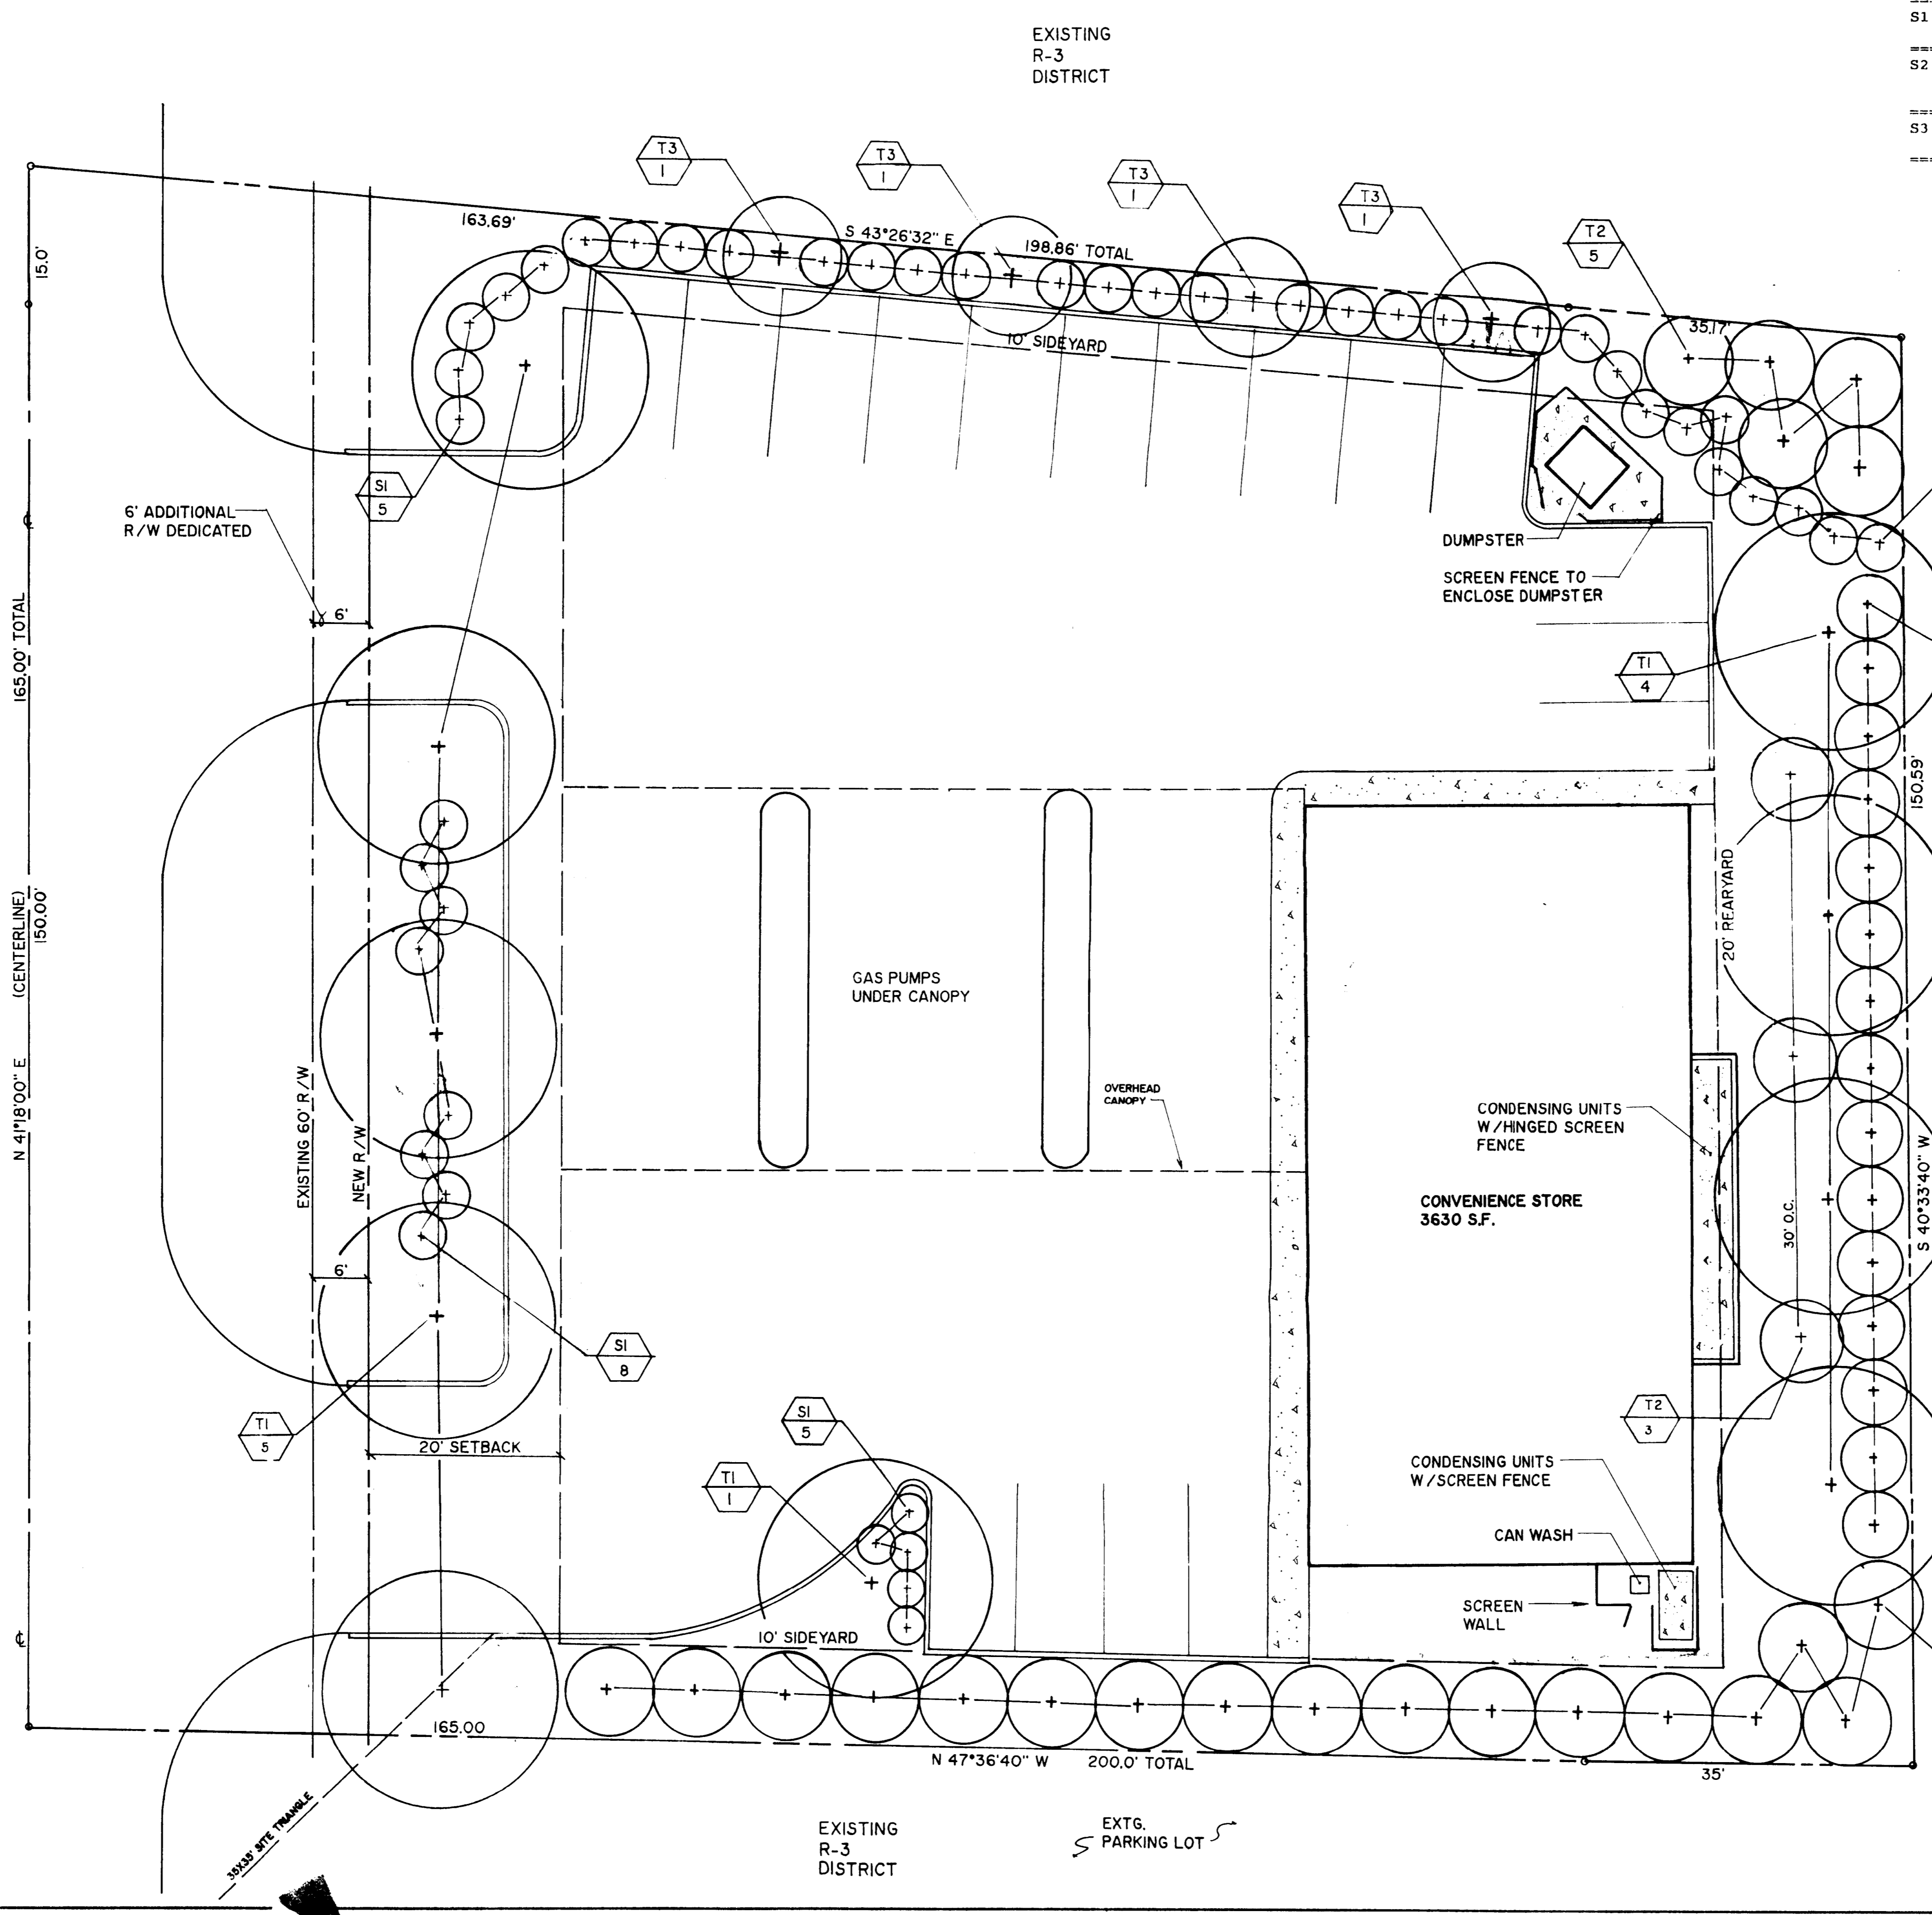 S1
===
S2
===
S3
===
EXISTING
R-3
DISTRICT
T3
1
T3
1
T3
1
T3
1
T2
5
163.69'
S 43°26'32" E
198.86' TOTAL
35.17'
15.0'
10' SIDEYARD
S1
5
6' ADDITIONAL
R/W DEDICATED
6'
DUMPSTER
SCREEN FENCE TO
ENCLOSE DUMPSTER
T1
4
165.00' TOTAL
150.59'
20' REARYARD
N 41°18'00" E (CENTERLINE)
150.00'
GAS PUMPS
UNDER CANOPY
OVERHEAD
CANOPY
EXISTING 60' R/W
NEW R/W
CONDENSING UNITS
W/HINGED SCREEN
FENCE
CONVENIENCE STORE
3630 S.F.
30' O.C.
S 40°33'40" W
6'
S1
8
T1
5
20' SETBACK
S1
5
T1
1
T2
3
CONDENSING UNITS
W/SCREEN FENCE
CAN WASH
SCREEN
WALL
10' SIDEYARD
165.00
N 47°36'40" W 200.0' TOTAL
35'
35X35' SITE TRIANGLE
EXISTING
R-3
DISTRICT
EXTG.
PARKING LOT